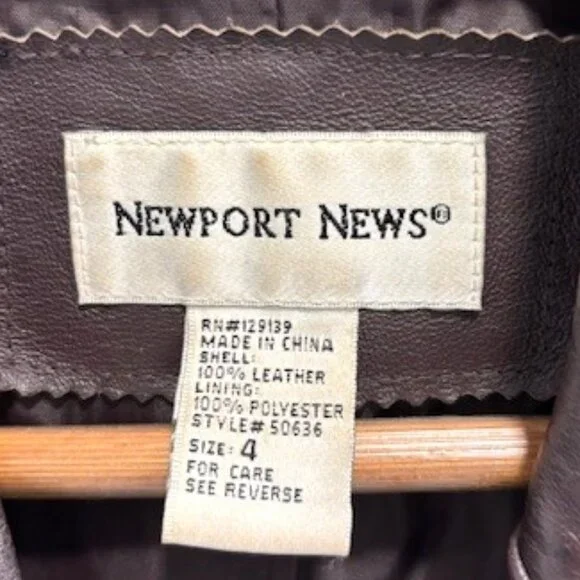 NEWPORT NEWS®
RN#129139
MADE IN CHINA
SHELL:
100% LEATHER
LINING:
100% POLYESTER
STYLE# 50636
SIZE: 4
FOR CARE
SEE REVERSE